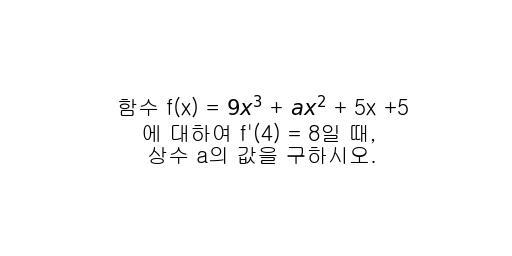 함수 f(x) = 9x³ + ax² + 5x +5
에 대하여 f'(4) = 8일 때,
상수 a의 값을 구하시오.